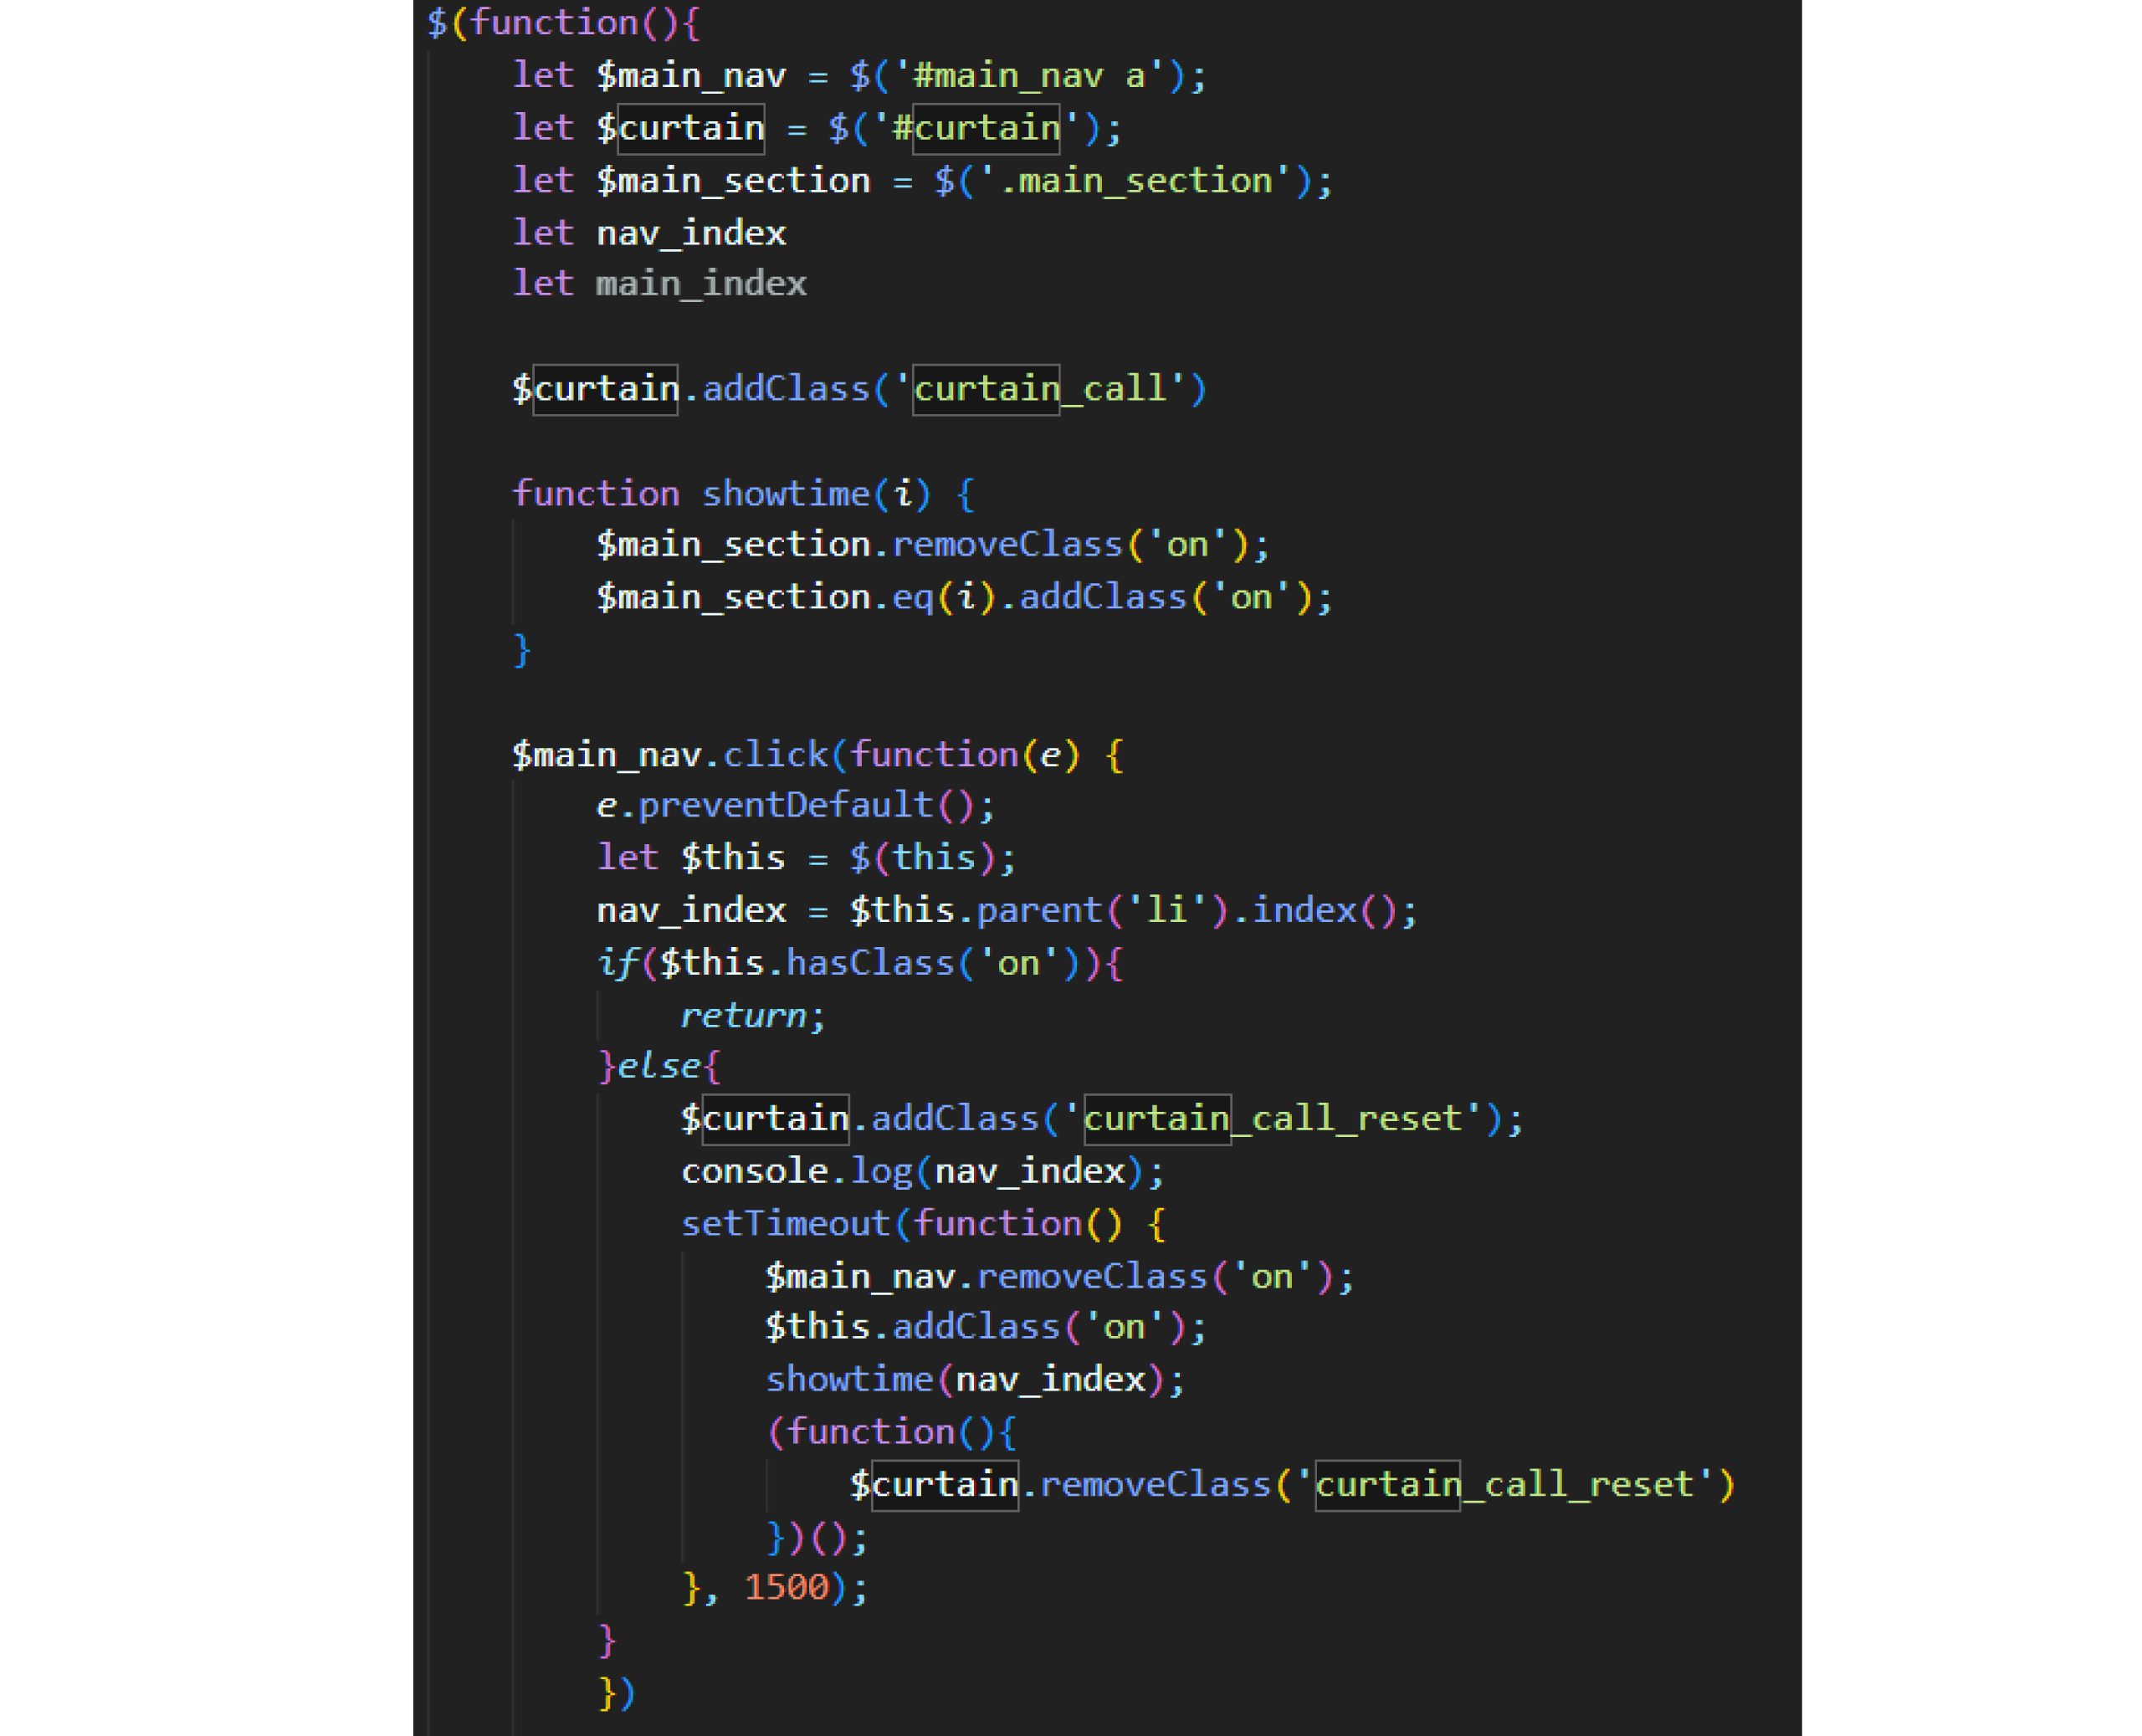 $(function(){
let $main_nav = $('#main_nav a');
let $curtain = $('#curtain');
let $main_section = $('.main_section');
let nav_index
let main_index
$curtain.addClass('curtain_call')
function showtime(i) {
$main_section.removeClass('on');
$main_section.eq(i).addClass('on');
}
$main_nav.click(function(e) {
e.preventDefault();
let $this = $(this);
nav_index = $this.parent('li').index();
if($this.hasClass('on')){
return;
}else{
$curtain.addClass('curtain_call_reset');
console.log(nav_index);
setTimeout(function() {
$main_nav.removeClass('on');
$this.addClass('on');
showtime(nav_index);
(function(){
$curtain.removeClass('curtain_call_reset')
})();
}, 1500);
}
})